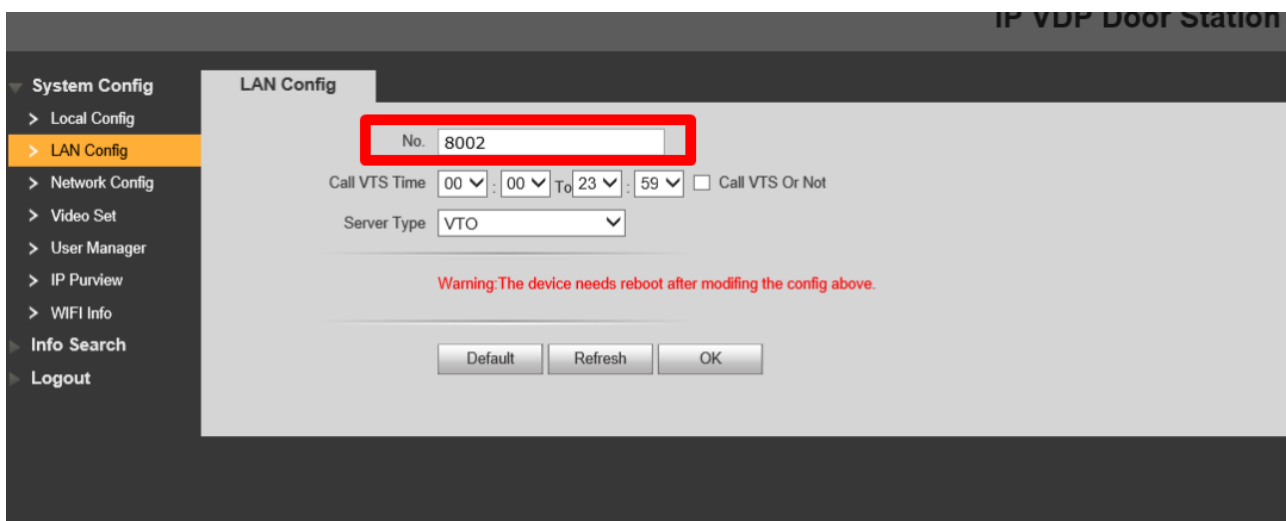 IP VDP Door Station
System Config
Local Config
LAN Config
Network Config
Video Set
User Manager
IP Purview
WIFI Info
Info Search
Logout
LAN Config
No. 8002
Call VTS Time 00 : 00 To 23 : 59 Call VTS Or Not
Server Type VTO
Warning:The device needs reboot after modifing the config above.
Default Refresh OK